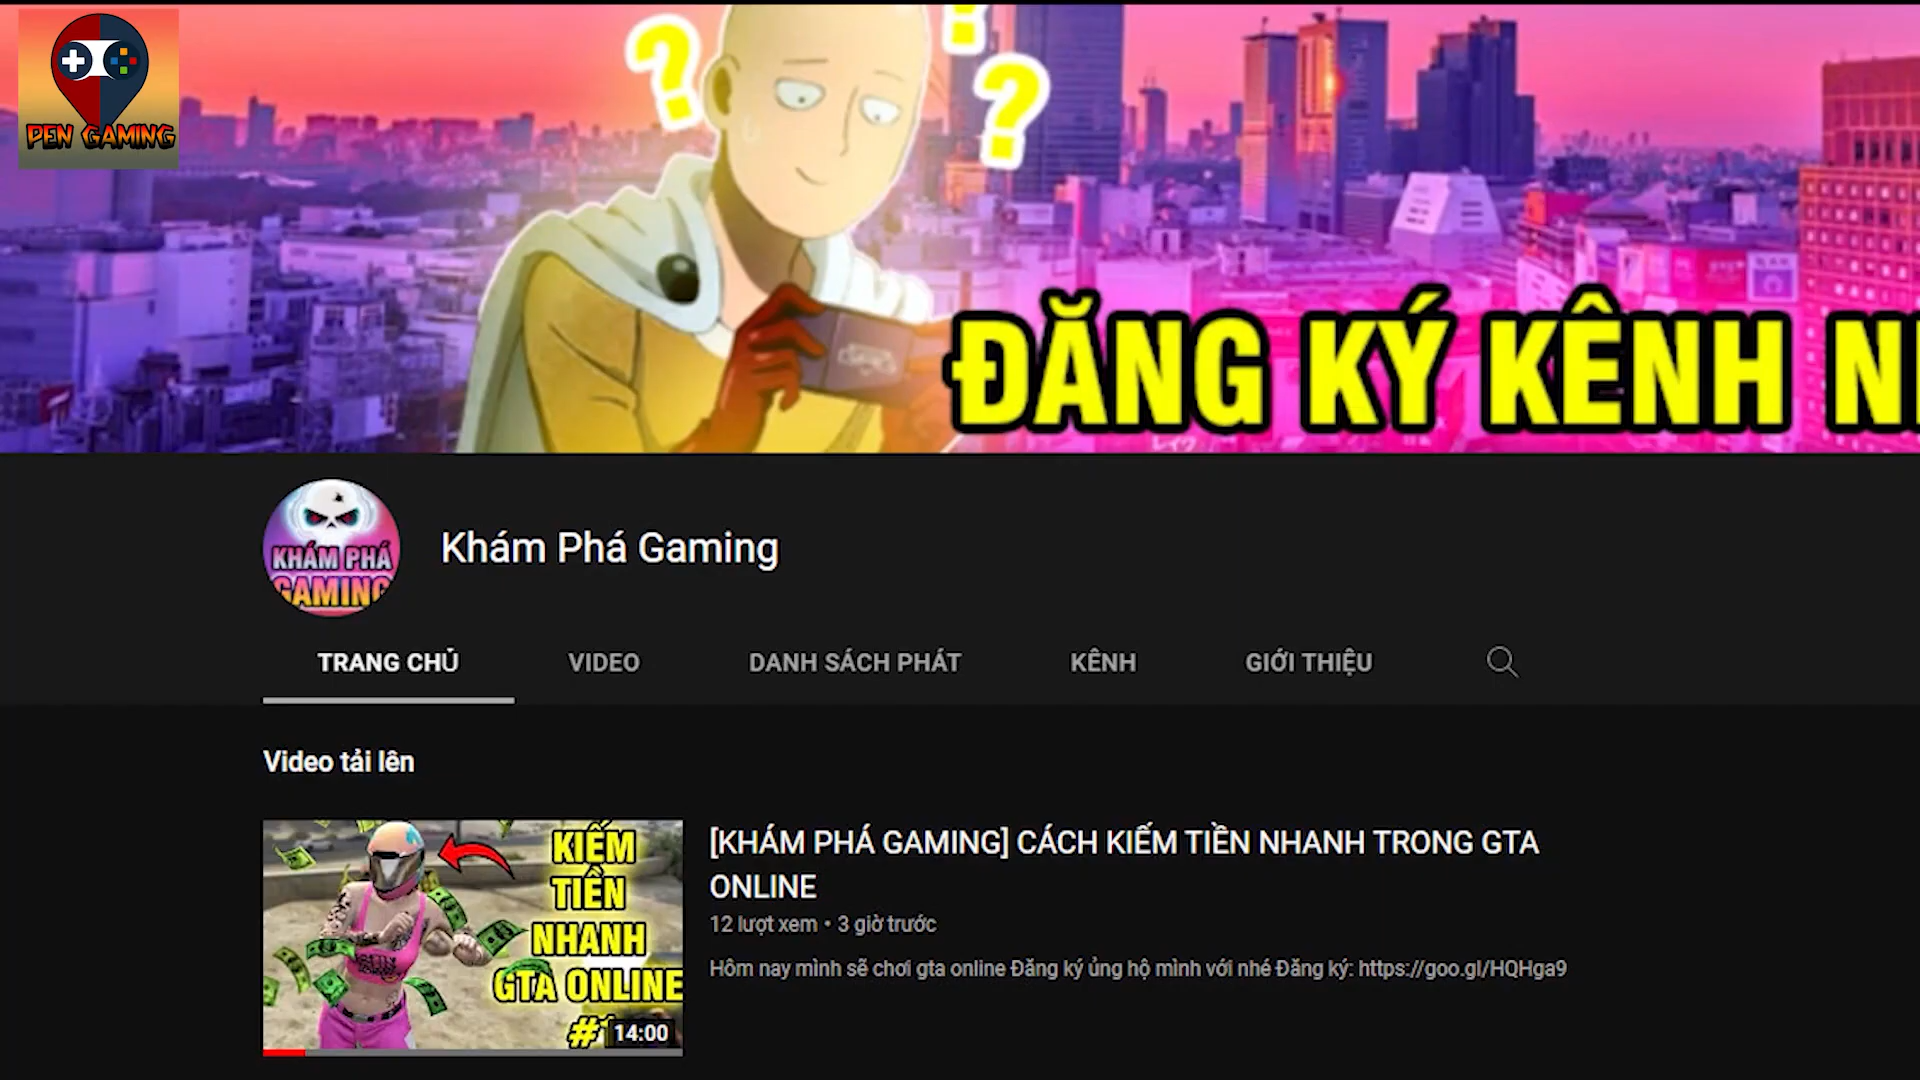 PEN GAMING
? ? ?
ĐĂNG KÝ KÊNH
KHÁM PHÁ
GAMING
Khám Phá Gaming
TRANG CHỦ VIDEO DANH SÁCH PHÁT KÊNH GIỚI THIỆU
Video tải lên
KIẾM
TIỀN
NHANH
GTA ONLINE
#1
14:00
[KHÁM PHÁ GAMING] CÁCH KIẾM TIỀN NHANH TRONG GTA
ONLINE
12 lượt xem • 3 giờ trước
Hôm nay mình sẽ chơi gta online Đăng ký ủng hộ mình với nhé Đăng ký: https://goo.gl/HQHga9